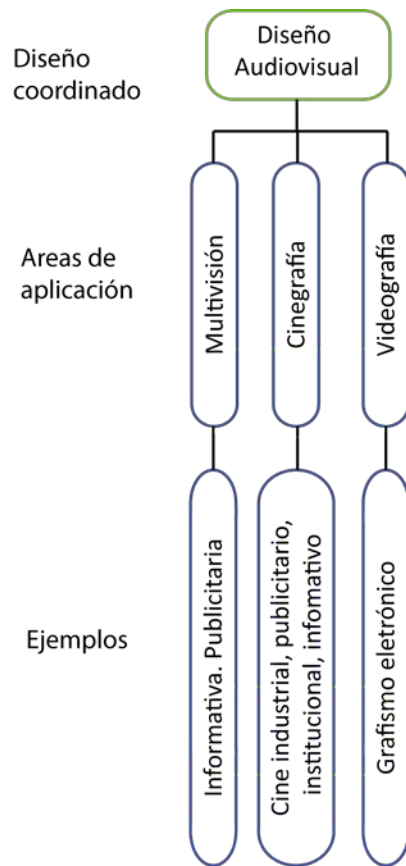 Diseño
coordinado
Diseño
Audiovisual
Areas de
aplicación
Multivisión
Cinegrafía
Videografía
Ejemplos
Informativa. Publicitaria
Cine industrial, publicitario,
institucional, infomativo
Grafismo eletrónico